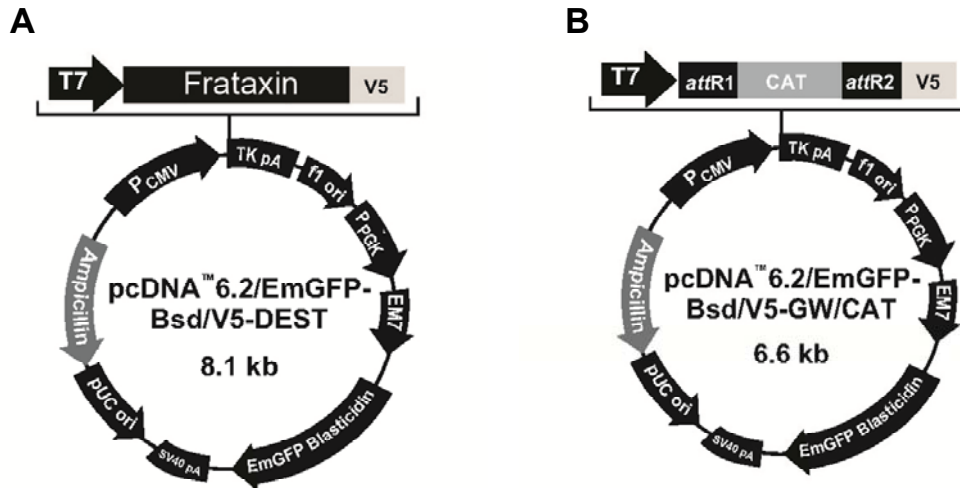 A
T7
Frataxin
V5
P CMV
TK pA
f1 ori
P PGK
EM7
EmGFP Blasticidin
SV40 pA
pUC ori
Ampicillin
pcDNA™6.2/EmGFP-
Bsd/V5-DEST
8.1 kb
B
T7
attR1
CAT
attR2
V5
P CMV
TK pA
f1 ori
P PGK
EM7
EmGFP Blasticidin
SV40 pA
pUC ori
Ampicillin
pcDNA™6.2/EmGFP-
Bsd/V5-GW/CAT
6.6 kb